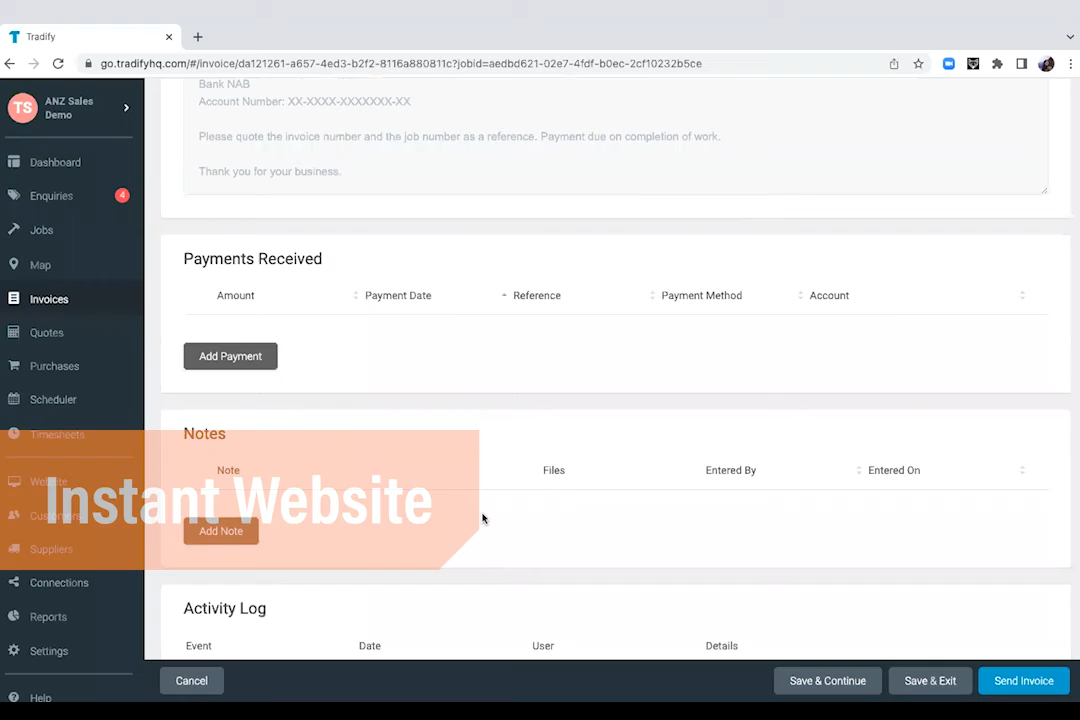 Tradify
go.tradifyhq.com/#/invoice/da121261-a657-4ed3-b2f2-8116a880811c?jobid=aedbd621-02e7-4fdf-b0ec-2cf10232b5ce
TS
ANZ Sales
Demo
Dashboard
Enquiries 4
Jobs
Map
Invoices
Quotes
Purchases
Scheduler
Timesheets
Website
Customers
Suppliers
Connections
Reports
Settings
Help
Bank NAB
Account Number: XX-XXXX-XXXXXXX-XX
Please quote the invoice number and the job number as a reference. Payment due on completion of work.
Thank you for your business.
Payments Received
Amount Payment Date Reference Payment Method Account
Add Payment
Notes
Note Files Entered By Entered On
Instant Website
Add Note
Activity Log
Event Date User Details
Cancel Save & Continue Save & Exit Send Invoice